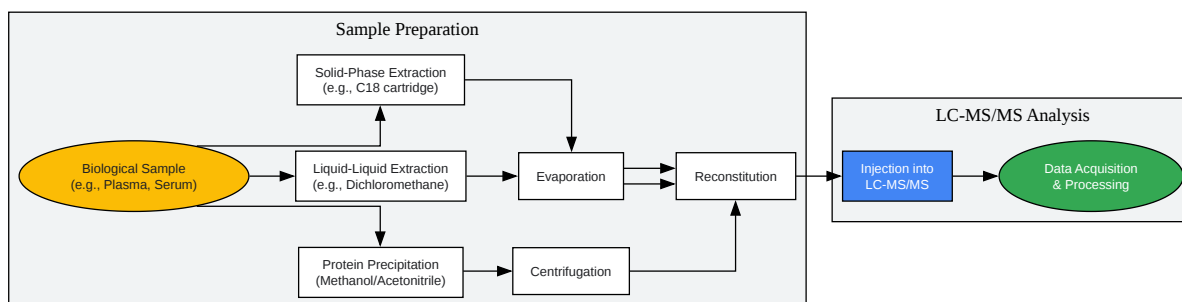 Sample Preparation
Solid-Phase Extraction
(e.g., C18 cartridge)
Biological Sample
(e.g., Plasma, Serum)
Liquid-Liquid Extraction
(e.g., Dichloromethane)
Evaporation
Reconstitution
Protein Precipitation
(Methanol/Acetonitrile)
Centrifugation
LC-MS/MS Analysis
Injection into
LC-MS/MS
Data Acquisition
& Processing